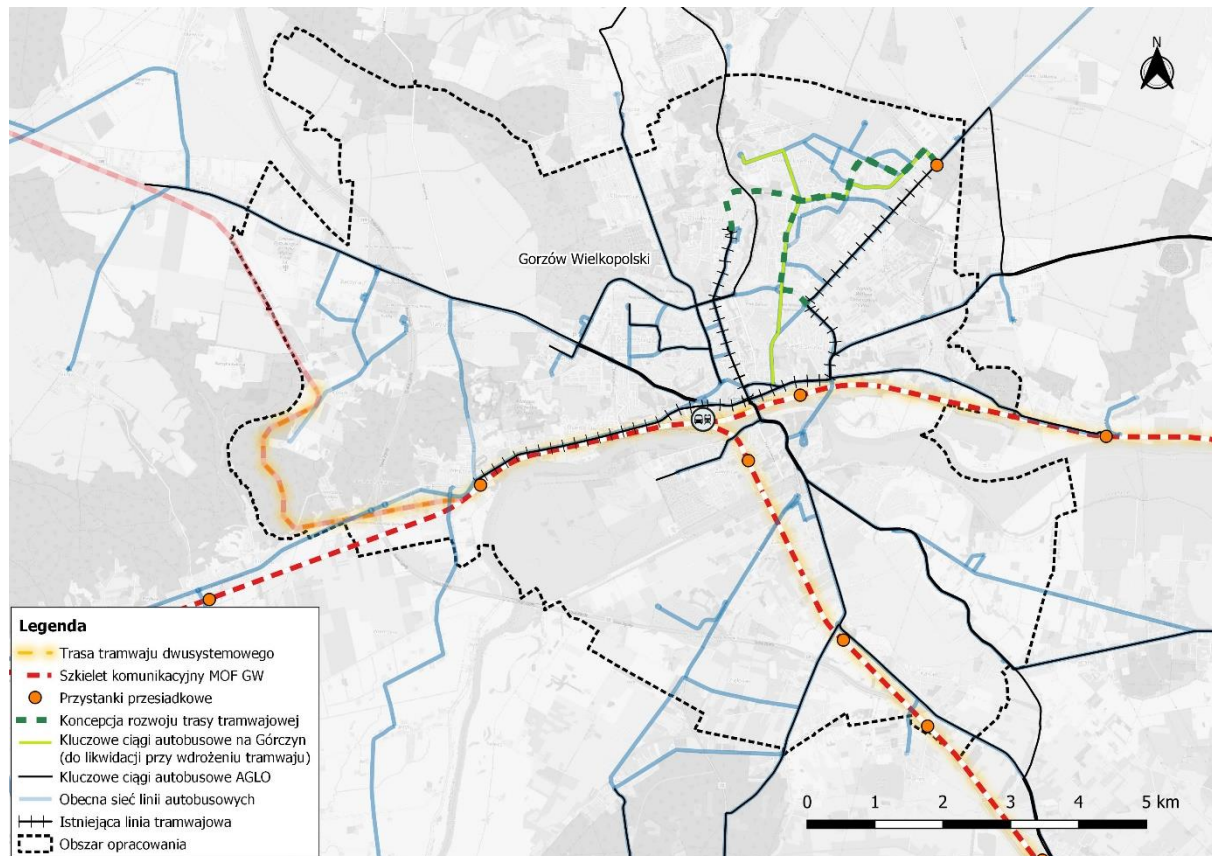 N
Gorzów Wielkopolski
Legenda
Trasa tramwaju dwusystemowego
Szkielet komunikacyjny MOF GW
Przystanki przesiadkowe
Koncepcja rozwoju trasy tramwajowej
Kluczowe ciągi autobusowe na Górczyn
(do likwidacji przy wdrożeniu tramwaju)
Kluczowe ciągi autobusowe AGLO
Obecna sieć linii autobusowych
Istniejąca linia tramwajowa
Obszar opracowania
0 1 2 3 4 5 km